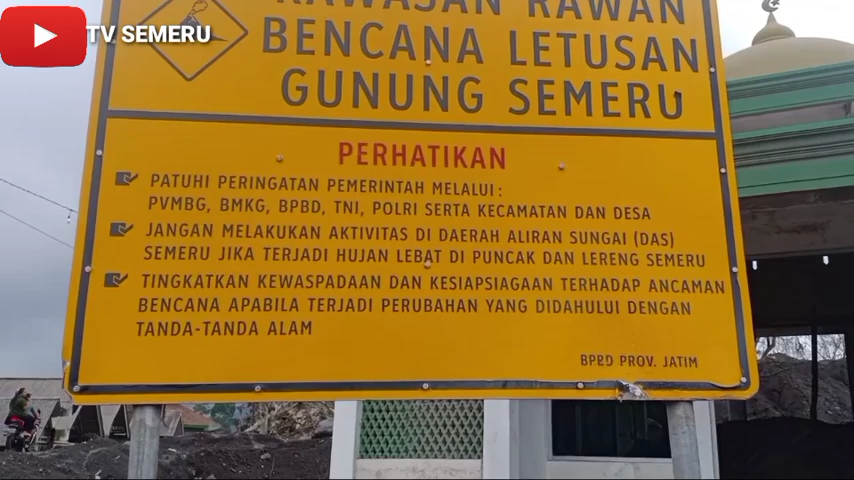 TV SEMERU
KAWASAN RAWAN
BENCANA LETUSAN
GUNUNG SEMERU
PERHATIKAN
PATUHI PERINGATAN PEMERINTAH MELALUI :
PVMBG, BMKG, BPBD, TNI, POLRI SERTA KECAMATAN DAN DESA
JANGAN MELAKUKAN AKTIVITAS DI DAERAH ALIRAN SUNGAI (DAS)
SEMERU JIKA TERJADI HUJAN LEBAT DI PUNCAK DAN LERENG SEMERU
TINGKATKAN KEWASPADAAN DAN KESIAPSIAGAAN TERHADAP ANCAMAN
BENCANA APABILA TERJADI PERUBAHAN YANG DIDAHULUI DENGAN
TANDA-TANDA ALAM
BPBD PROV. JATIM